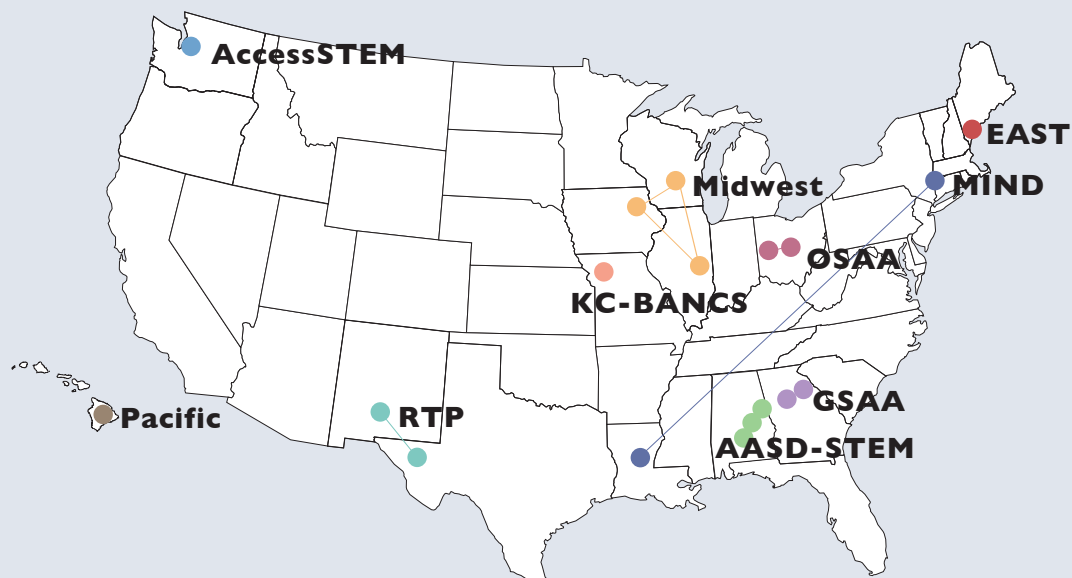 AccessSTEM
EAST
MIND
Midwest
OSAA
KC-BANCS
Pacific
RTP
GSAA
AASD-STEM